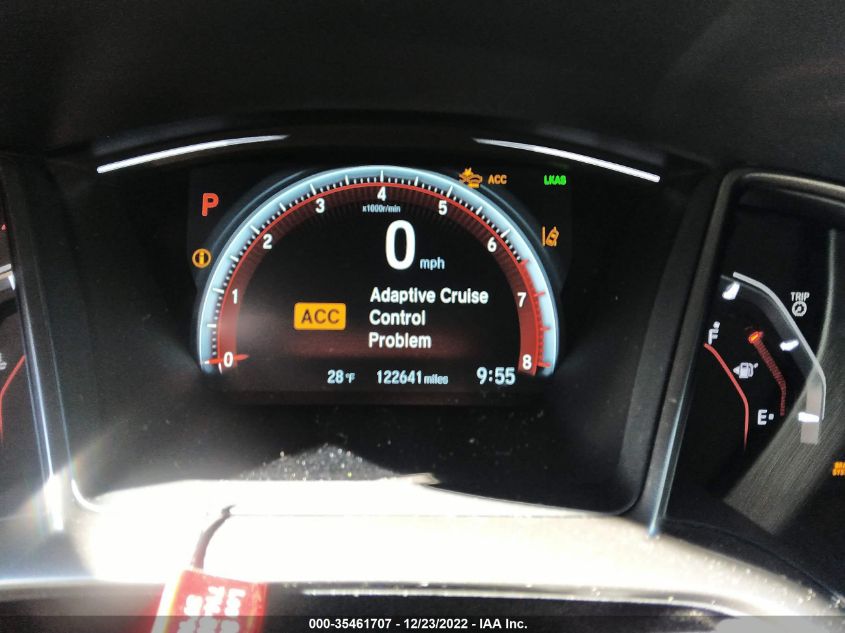 ACC
LKAS
P
4
x1000r/min
3
5
2
6
0
mph
1
7
ACC
Adaptive Cruise
Control
Problem
0
8
28°F
122641 miles
9:55
TRIP
F
E
000-35461707 - 12/23/2022 - IAA Inc.